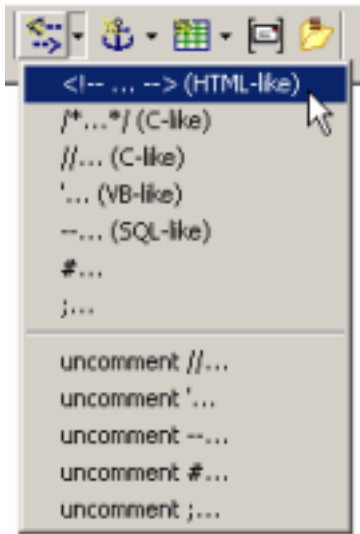 <!-- ... --> (HTML-like)
/*...*/ (C-like)
//... (C-like)
'... (VB-like)
--... (SQL-like)
#...
;...
uncomment //...
uncomment '...
uncomment --...
uncomment #...
uncomment ;...